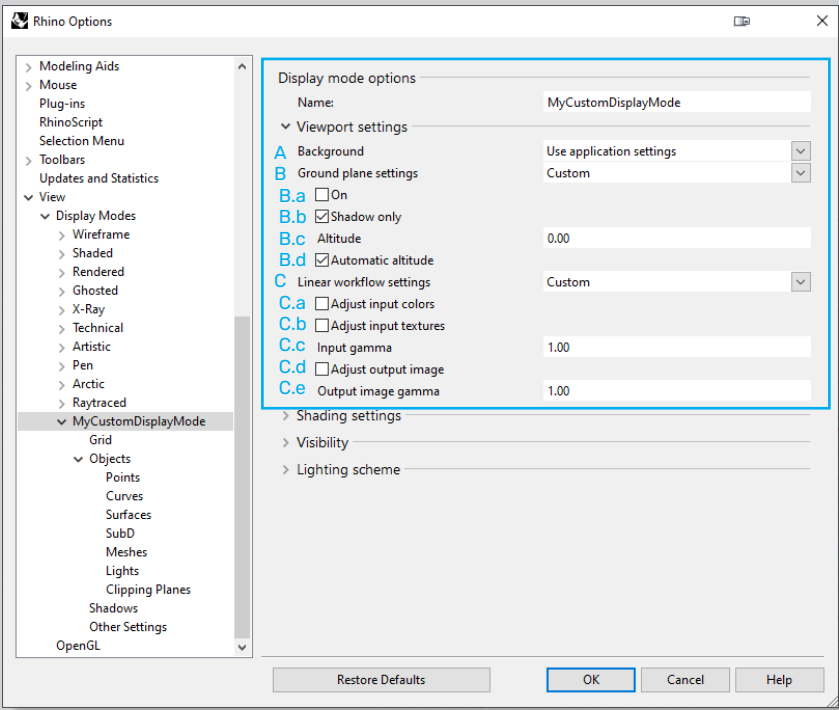 Rhino Options
Modeling Aids
Mouse
Plug-ins
RhinoScript
Selection Menu
Toolbars
Updates and Statistics
View
Display Modes
Wireframe
Shaded
Rendered
Ghosted
X-Ray
Technical
Artistic
Pen
Arctic
Raytraced
MyCustomDisplayMode
Grid
Objects
Points
Curves
Surfaces
SubD
Meshes
Lights
Clipping Planes
Shadows
Other Settings
OpenGL
Display mode options
Name: MyCustomDisplayMode
Viewport settings
A Background Use application settings
B Ground plane settings Custom
B.a On
B.b Shadow only
B.c Altitude 0.00
B.d Automatic altitude
C Linear workflow settings Custom
C.a Adjust input colors
C.b Adjust input textures
C.c Input gamma 1.00
C.d Adjust output image
C.e Output image gamma 1.00
Shading settings
Visibility
Lighting scheme
Restore Defaults OK Cancel Help